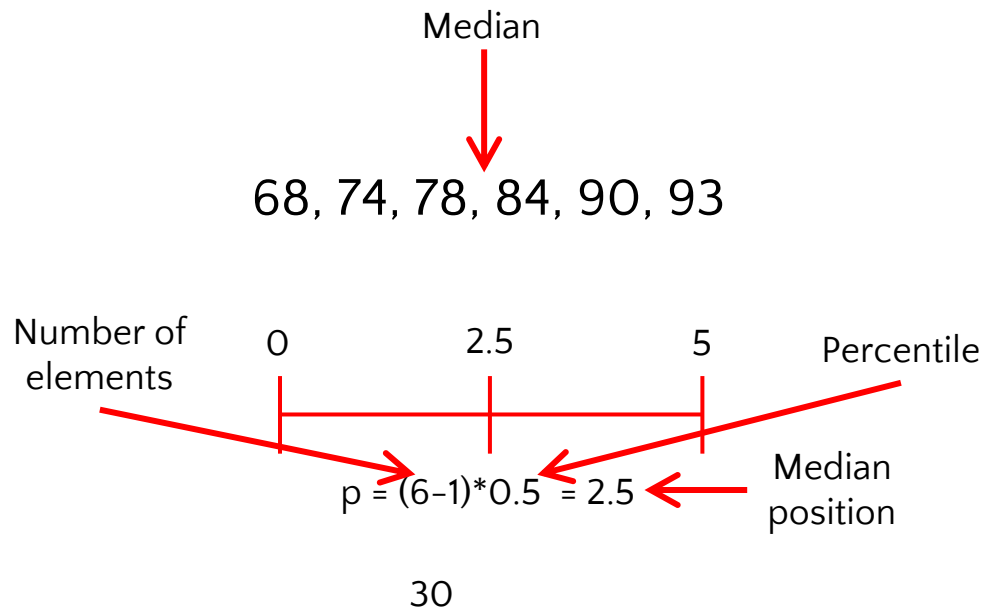 Median
68, 74, 78, 84, 90, 93
Number of
elements
0
2.5
5
Percentile
p = (6-1)*0.5 = 2.5
Median
position
30